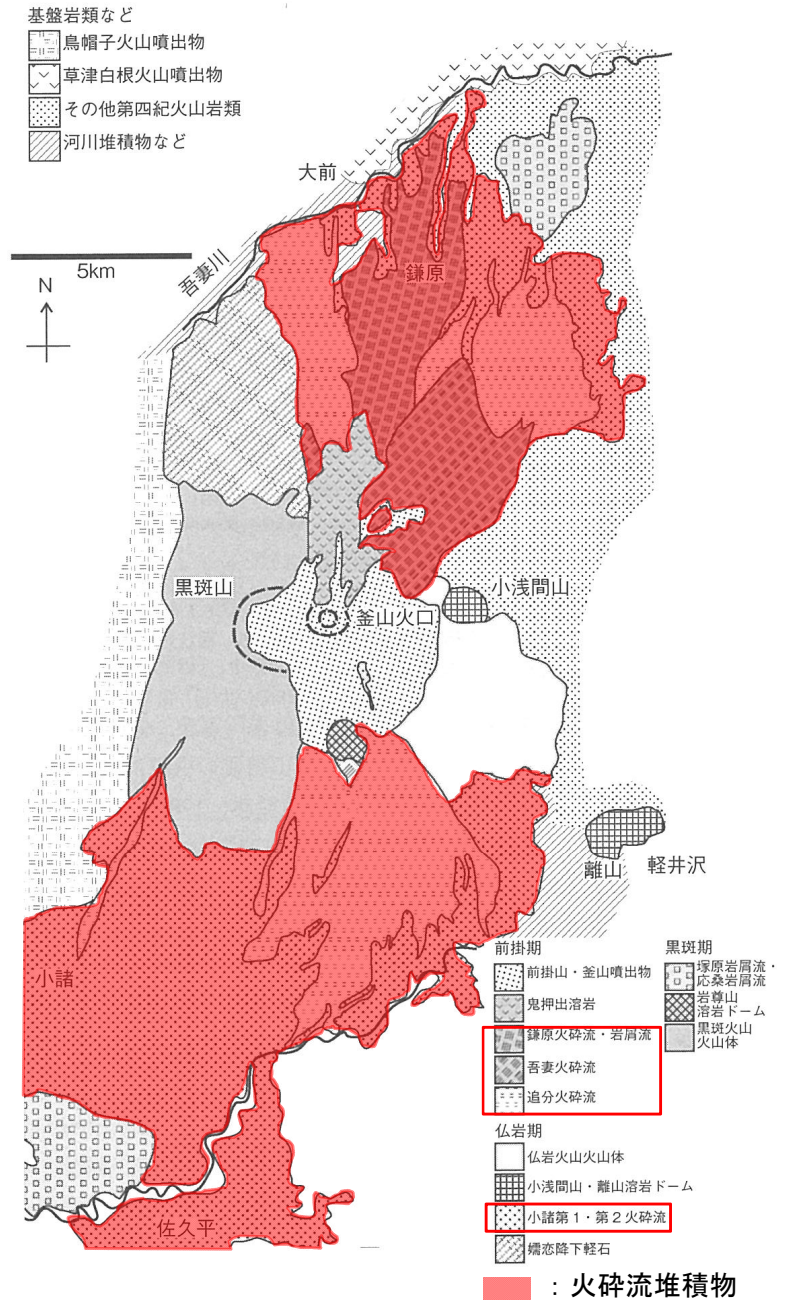 基盤岩類など
烏帽子火山噴出物
草津白根火山噴出物
その他第四紀火山岩類
河川堆積物など
大前
5km
吾妻川
N
鎌原
黒斑山
小浅間山
釜山火口
離山
軽井沢
小諸
佐久平
前掛期
前掛山・釜山噴出物
鬼押出溶岩
鎌原火砕流・岩屑流
吾妻火砕流
追分火砕流
黒斑期
塚原岩屑流・
応桑岩屑流
岩尊山
溶岩ドーム
黒斑火山
火山体
仏岩期
仏岩火山火山体
小浅間山・離山溶岩ドーム
小諸第1・第2火砕流
嬬恋降下軽石
：火砕流堆積物